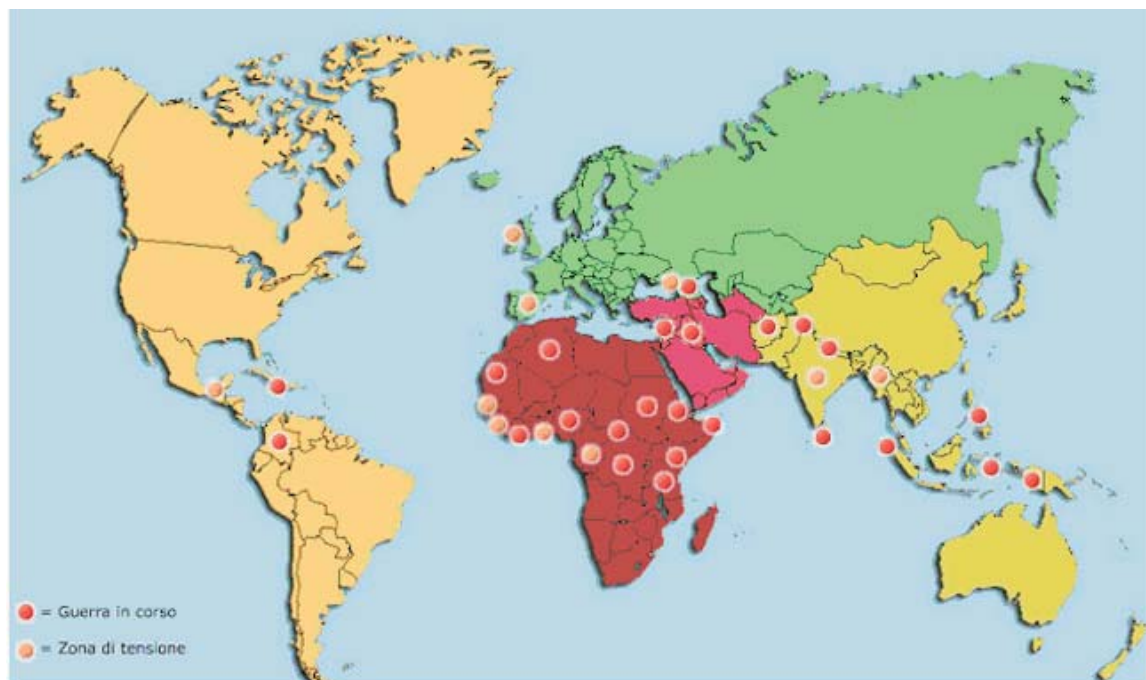 = Guerra in corso
= Zona di tensione